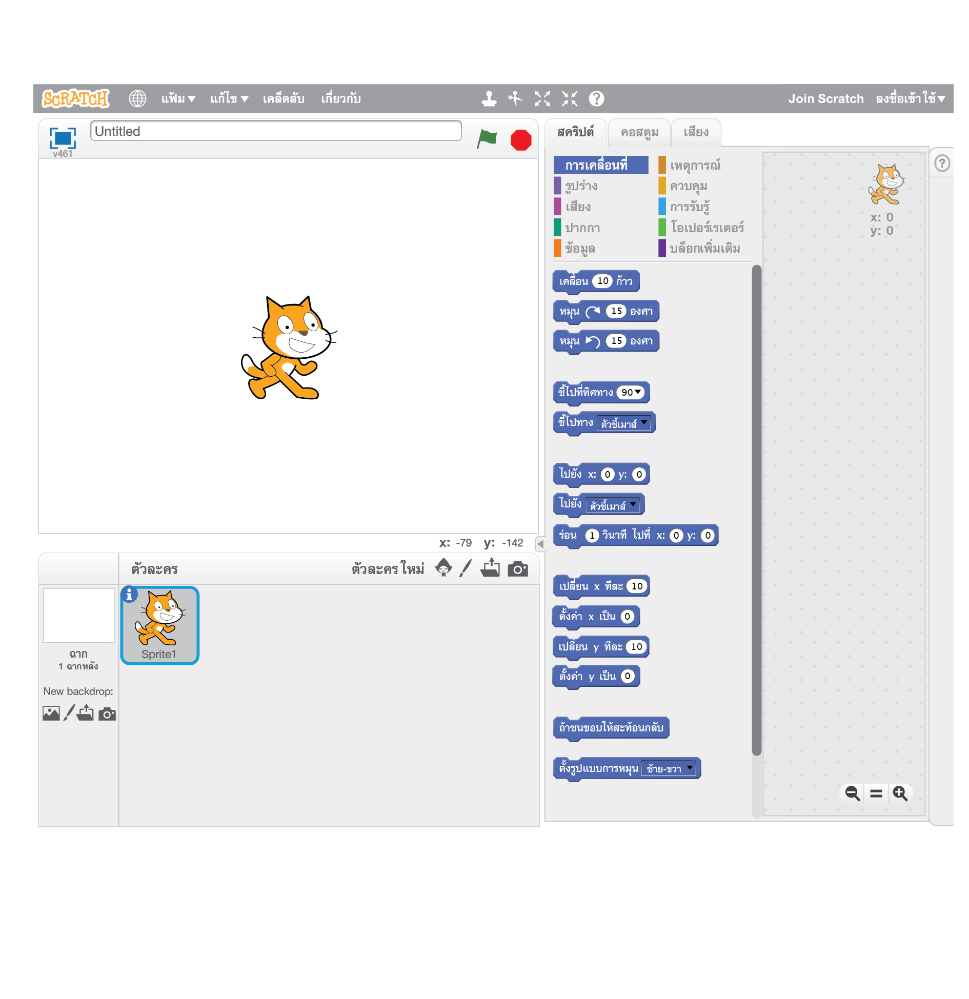 SCRATCH แฟ้ม แก้ไข เคล็ดลับ เกี่ยวกับ ? Join Scratch ลงชื่อเข้าใช้
Untitled
v461
สคริปต์ คอสตูม เสียง
?
การเคลื่อนที่ เหตุการณ์
รูปร่าง ควบคุม
เสียง การรับรู้
ปากกา โอเปอร์เรเตอร์
ข้อมูล บล็อกเพิ่มเติม
x: 0
y: 0
เคลื่อน 10 ก้าว
หมุน 15 องศา
หมุน 15 องศา
ชี้ไปที่ทิศทาง 90
ชี้ไปทาง ตัวชี้เมาส์
ไปยัง x: 0 y: 0
ไปยัง ตัวชี้เมาส์
ร่อน 1 วินาที ไปที่ x: 0 y: 0
เปลี่ยน x ทีละ 10
ตั้งค่า x เป็น 0
เปลี่ยน y ทีละ 10
ตั้งค่า y เป็น 0
ถ้าชนขอบให้สะท้อนกลับ
ตั้งรูปแบบการหมุน ซ้าย-ขวา
x: -79 y: -142
ตัวละคร ตัวละครใหม่
i
Sprite1
ฉาก
1 ฉากหลัง
New backdrop: